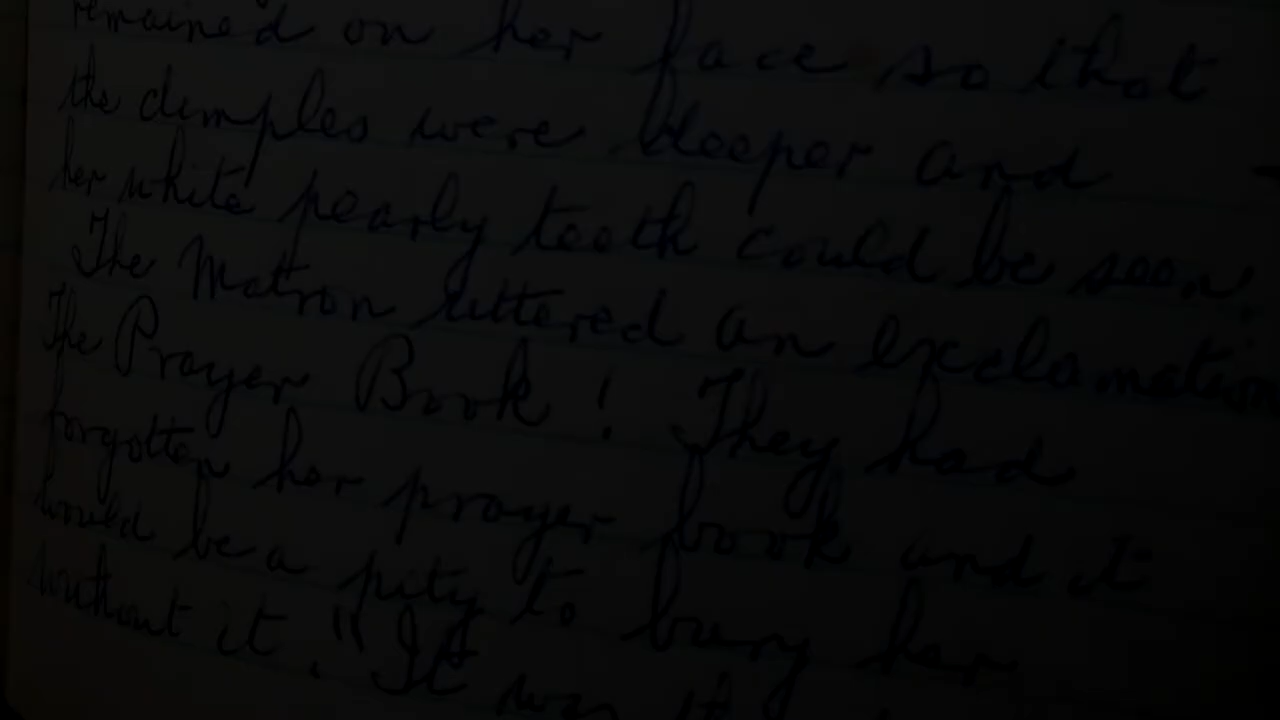 remained on her face so that
the dimples were deeper and
her white pearly teeth could be seen.
The Matron uttered an exclamation
The Prayer Book! They had
forgotten her prayer book and it
would be a pity to bury her
without it. "It was